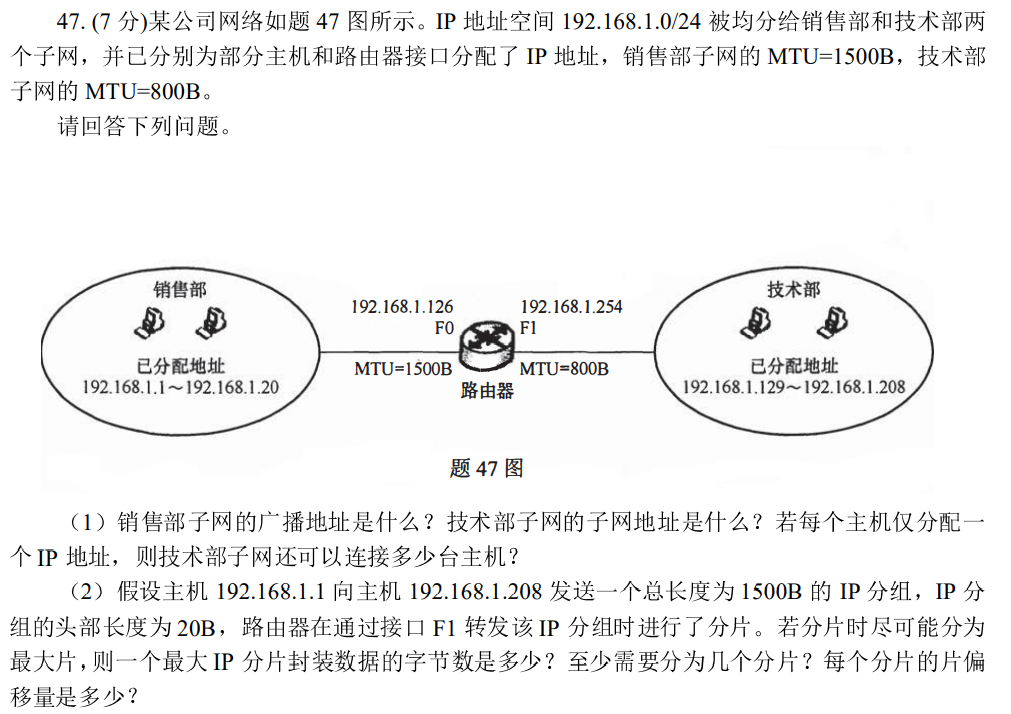 47. (7 分)某公司网络如题 47 图所示。IP 地址空间 192.168.1.0/24 被均分给销售部和技术部两
个子网，并已分别为部分主机和路由器接口分配了 IP 地址，销售部子网的 MTU=1500B，技术部
子网的 MTU=800B。
请回答下列问题。
销售部
技术部
192.168.1.126
192.168.1.254
F0
F1
已分配地址
192.168.1.1～192.168.1.20
MTU=1500B
MTU=800B
路由器
已分配地址
192.168.1.129～192.168.1.208
题 47 图
（1）销售部子网的广播地址是什么？技术部子网的子网地址是什么？若每个主机仅分配一
个 IP 地址，则技术部子网还可以连接多少台主机？
（2）假设主机 192.168.1.1 向主机 192.168.1.208 发送一个总长度为 1500B 的 IP 分组，IP 分
组的头部长度为 20B，路由器在通过接口 F1 转发该 IP 分组时进行了分片。若分片时尽可能分为
最大片，则一个最大 IP 分片封装数据的字节数是多少？至少需要分为几个分片？每个分片的片偏
移量是多少？